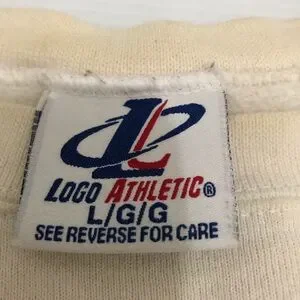 L
LOGO ATHLETIC®
L/G/G
SEE REVERSE FOR CARE